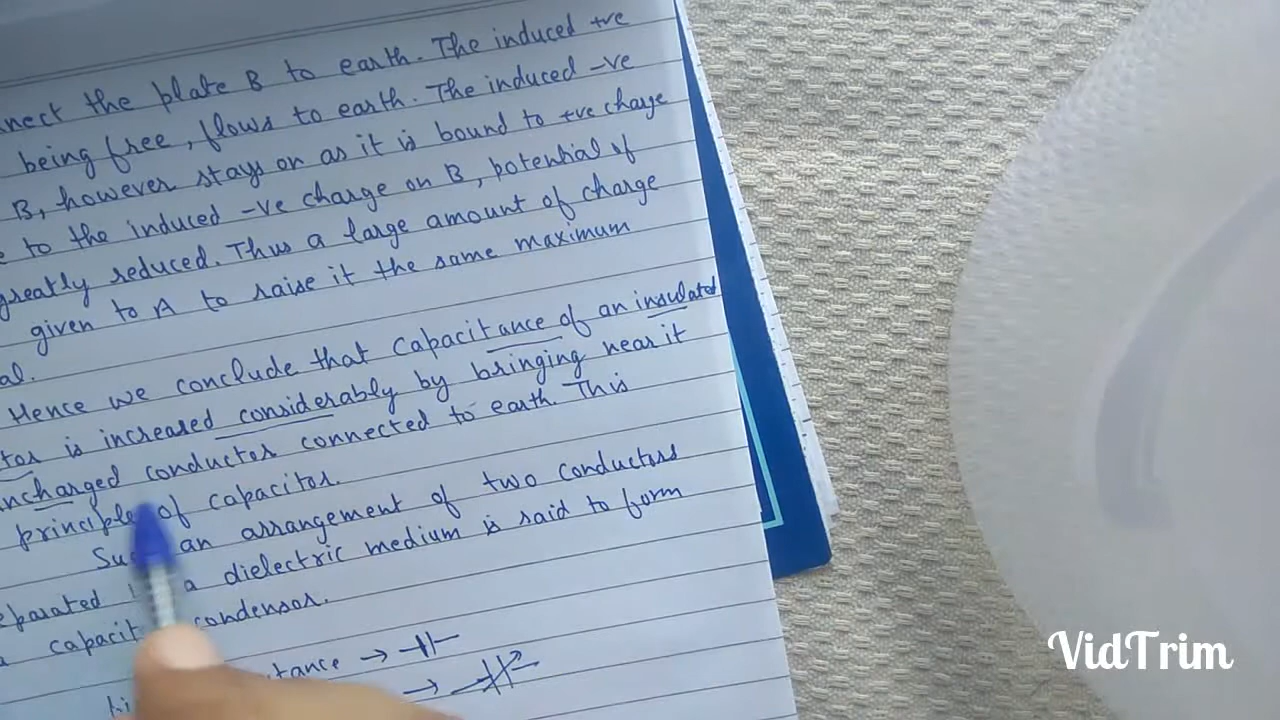 nnect the plate B to earth. The induced +ve
being free, flows to earth. The induced -ve
B, however stays on as it is bound to +ve charge
e to the induced -ve charge on B, potential of
greatly reduced. Thus a large amount of charge
given to A to raise it the same maximum
al.
Hence we conclude that capacitance of an insulated
tor is increased considerably by bringing near it
ncharged conductor connected to earth. This
principle of capacitor.
an arrangement of two conductors
eparated a dielectric medium is said to form
a capacit condensor.
tance →
→
VidTrim